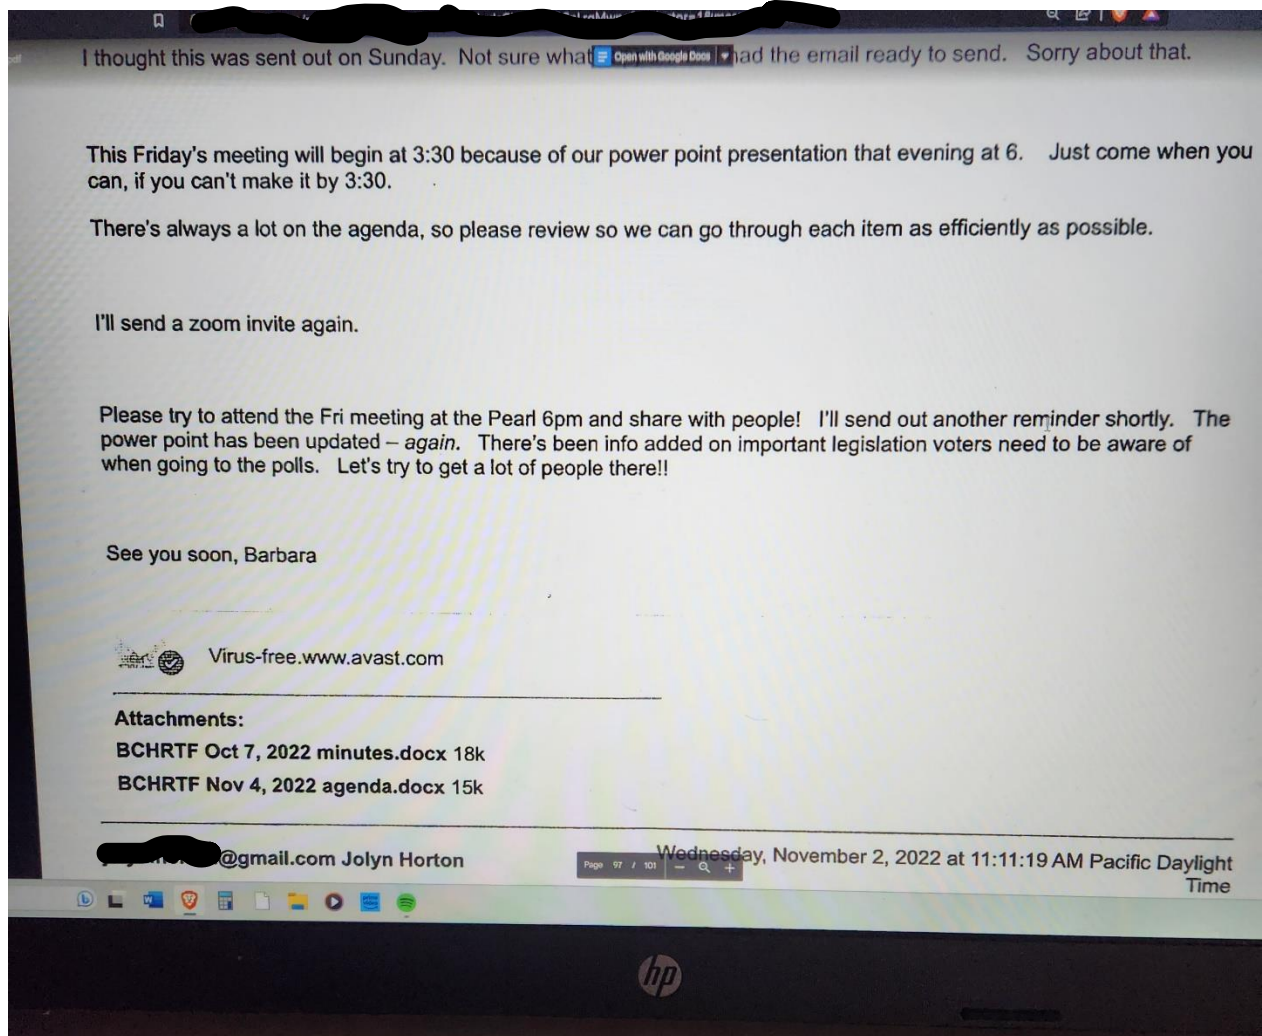 I thought this was sent out on Sunday. Not sure what Open with Google Docs had the email ready to send. Sorry about that.
This Friday's meeting will begin at 3:30 because of our power point presentation that evening at 6. Just come when you
can, if you can't make it by 3:30.
There's always a lot on the agenda, so please review so we can go through each item as efficiently as possible.
I'll send a zoom invite again.
Please try to attend the Fri meeting at the Pearl 6pm and share with people! I'll send out another reminder shortly. The
power point has been updated – again. There's been info added on important legislation voters need to be aware of
when going to the polls. Let's try to get a lot of people there!!
See you soon, Barbara
Virus-free.www.avast.com
Attachments:
BCHRTF Oct 7, 2022 minutes.docx 18k
BCHRTF Nov 4, 2022 agenda.docx 15k
@gmail.com Jolyn Horton
Wednesday, November 2, 2022 at 11:11:19 AM Pacific Daylight
Time
Page 97 / 101 − +
hp